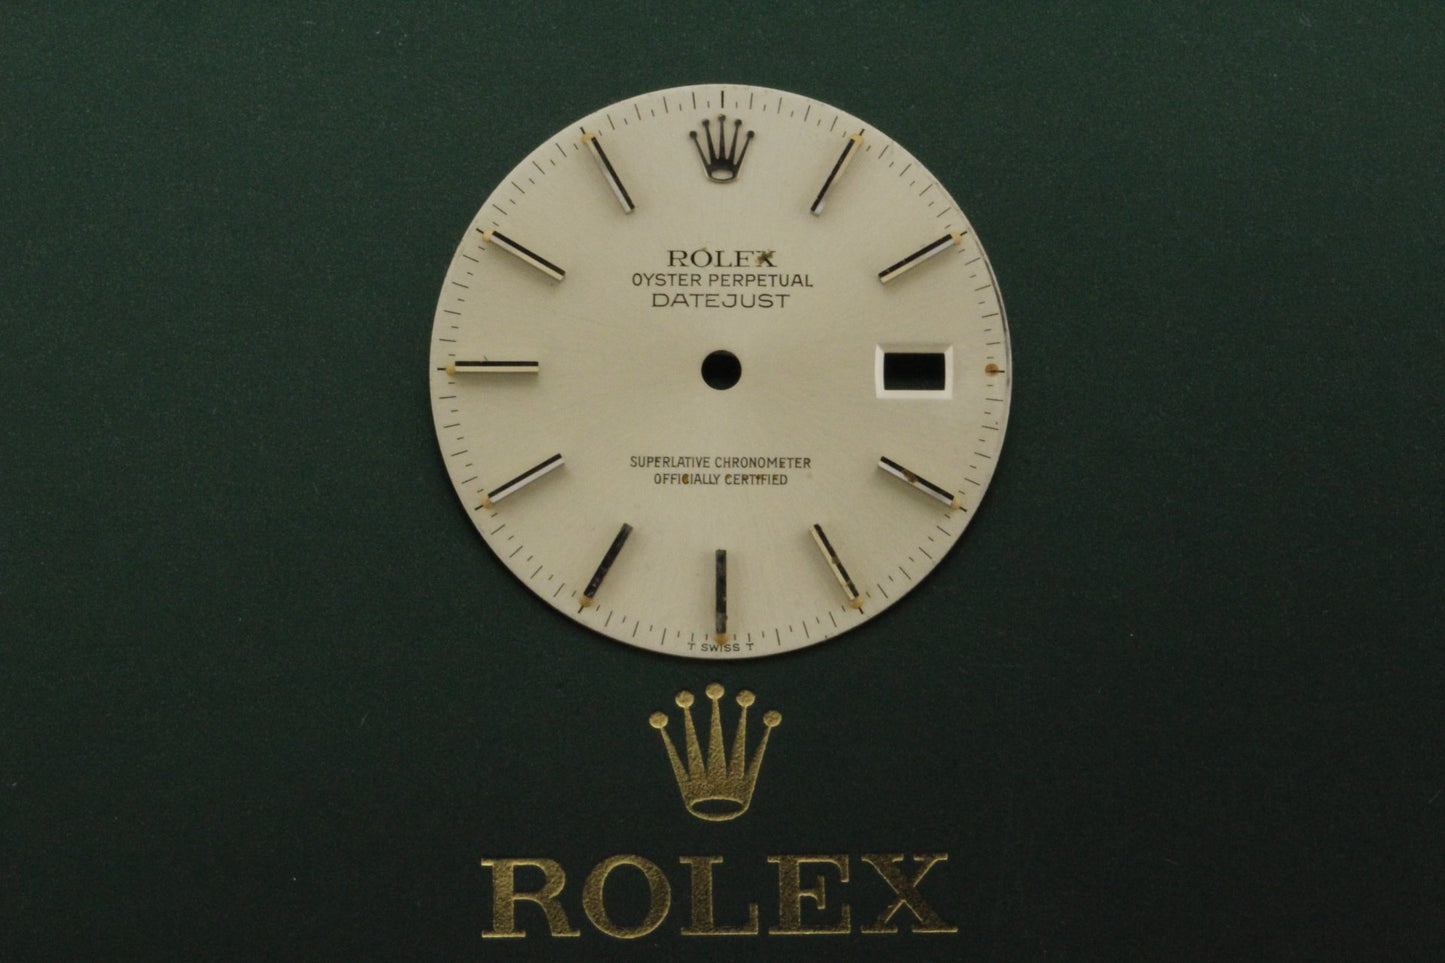 ROLEX
OYSTER PERPETUAL
DATEJUST
SUPERLATIVE CHRONOMETER
OFFICIALLY CERTIFIED
T SWISS T
ROLEX